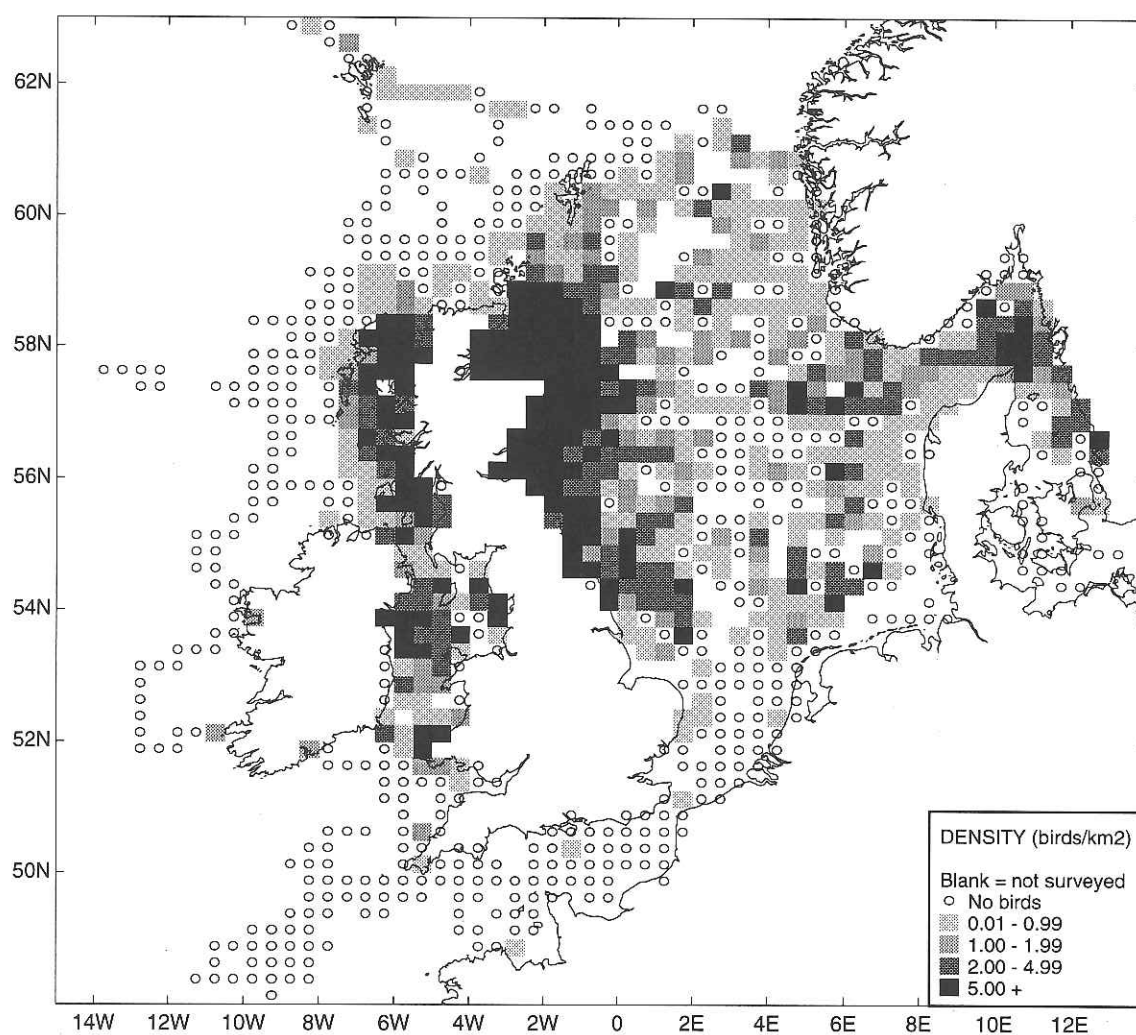 62N
60N
58N
56N
54N
52N
50N
DENSITY (birds/km2)
Blank = not surveyed
No birds
0.01 - 0.99
1.00 - 1.99
2.00 - 4.99
5.00 +
14W 12W 10W 8W 6W 4W 2W 0 2E 4E 6E 8E 10E 12E